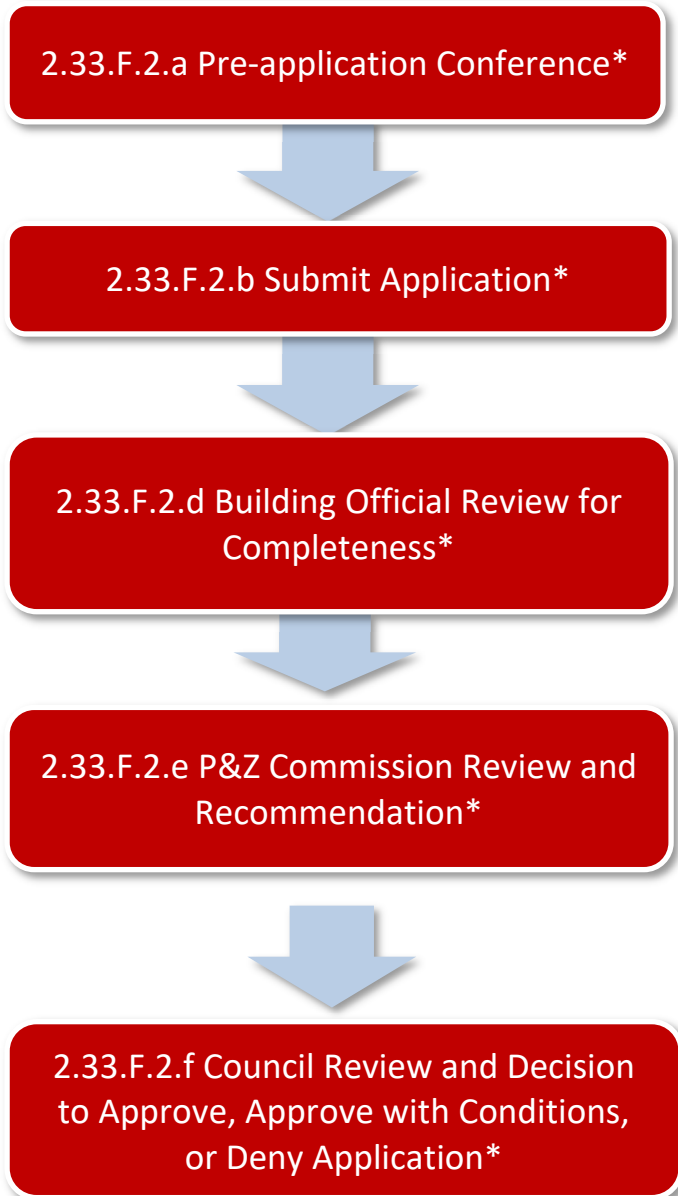 2.33.F.2.a Pre-application Conference*
2.33.F.2.b Submit Application*
2.33.F.2.d Building Official Review for
Completeness*
2.33.F.2.e P&Z Commission Review and
Recommendation*
2.33.F.2.f Council Review and Decision
to Approve, Approve with Conditions,
or Deny Application*